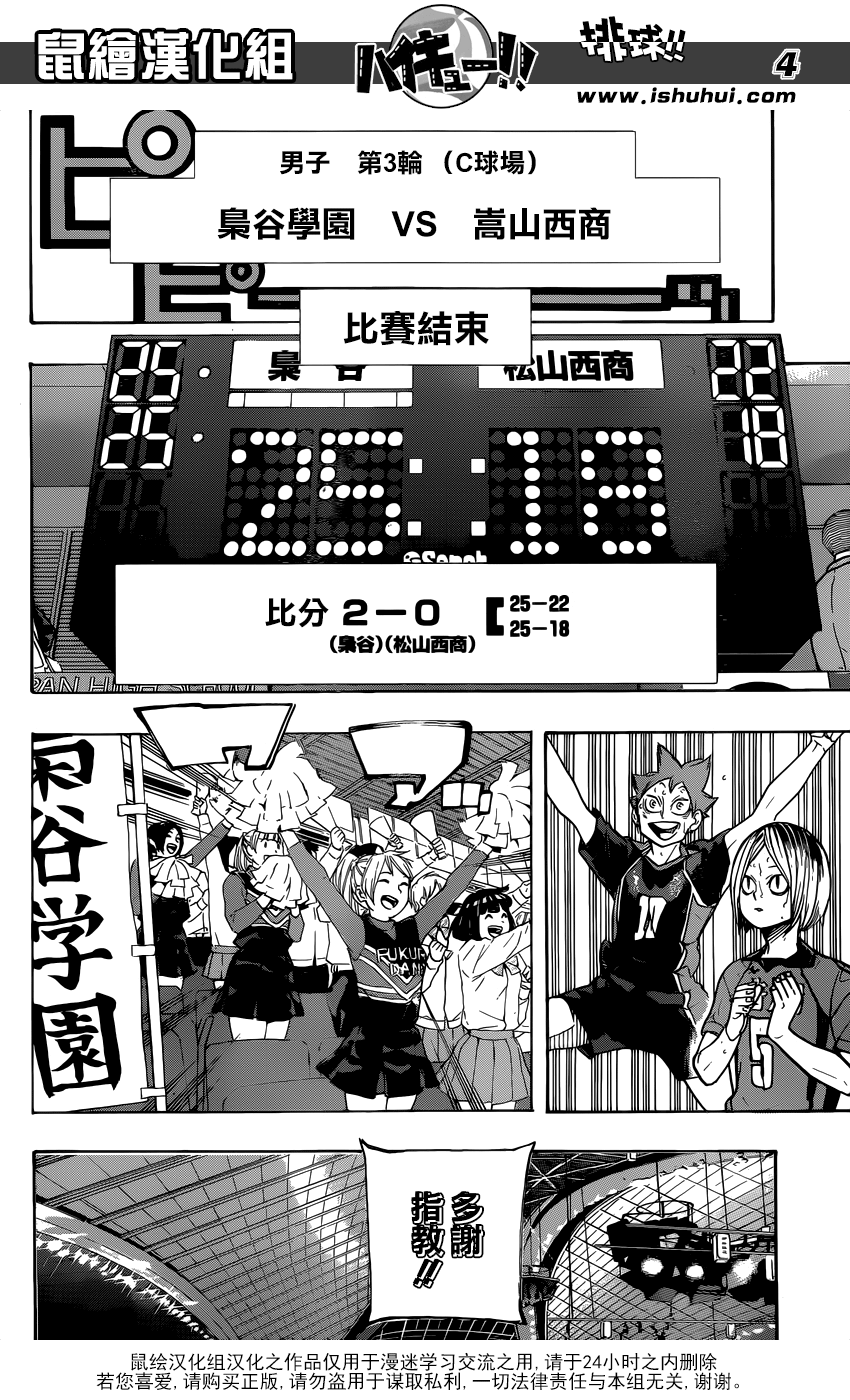 鼠繪漢化組
ハイキュー!!
排球!!
4
www.ishuhui.com
男子 第3輪 （C球場）
梟谷學園 VS 嵩山西商
比賽結束
梟谷
松山西商
25
22
25
18
25:18
比分 2－0
25－22
25－18
(梟谷)(松山西商)
谷学園
FUKU
DANI
11
5
多謝
指教!!
鼠绘汉化组汉化之作品仅用于漫迷学习交流之用, 请于24小时之内删除
若您喜爱, 请购买正版, 请勿盗用于谋取私利, 一切法律责任与本组无关, 谢谢。